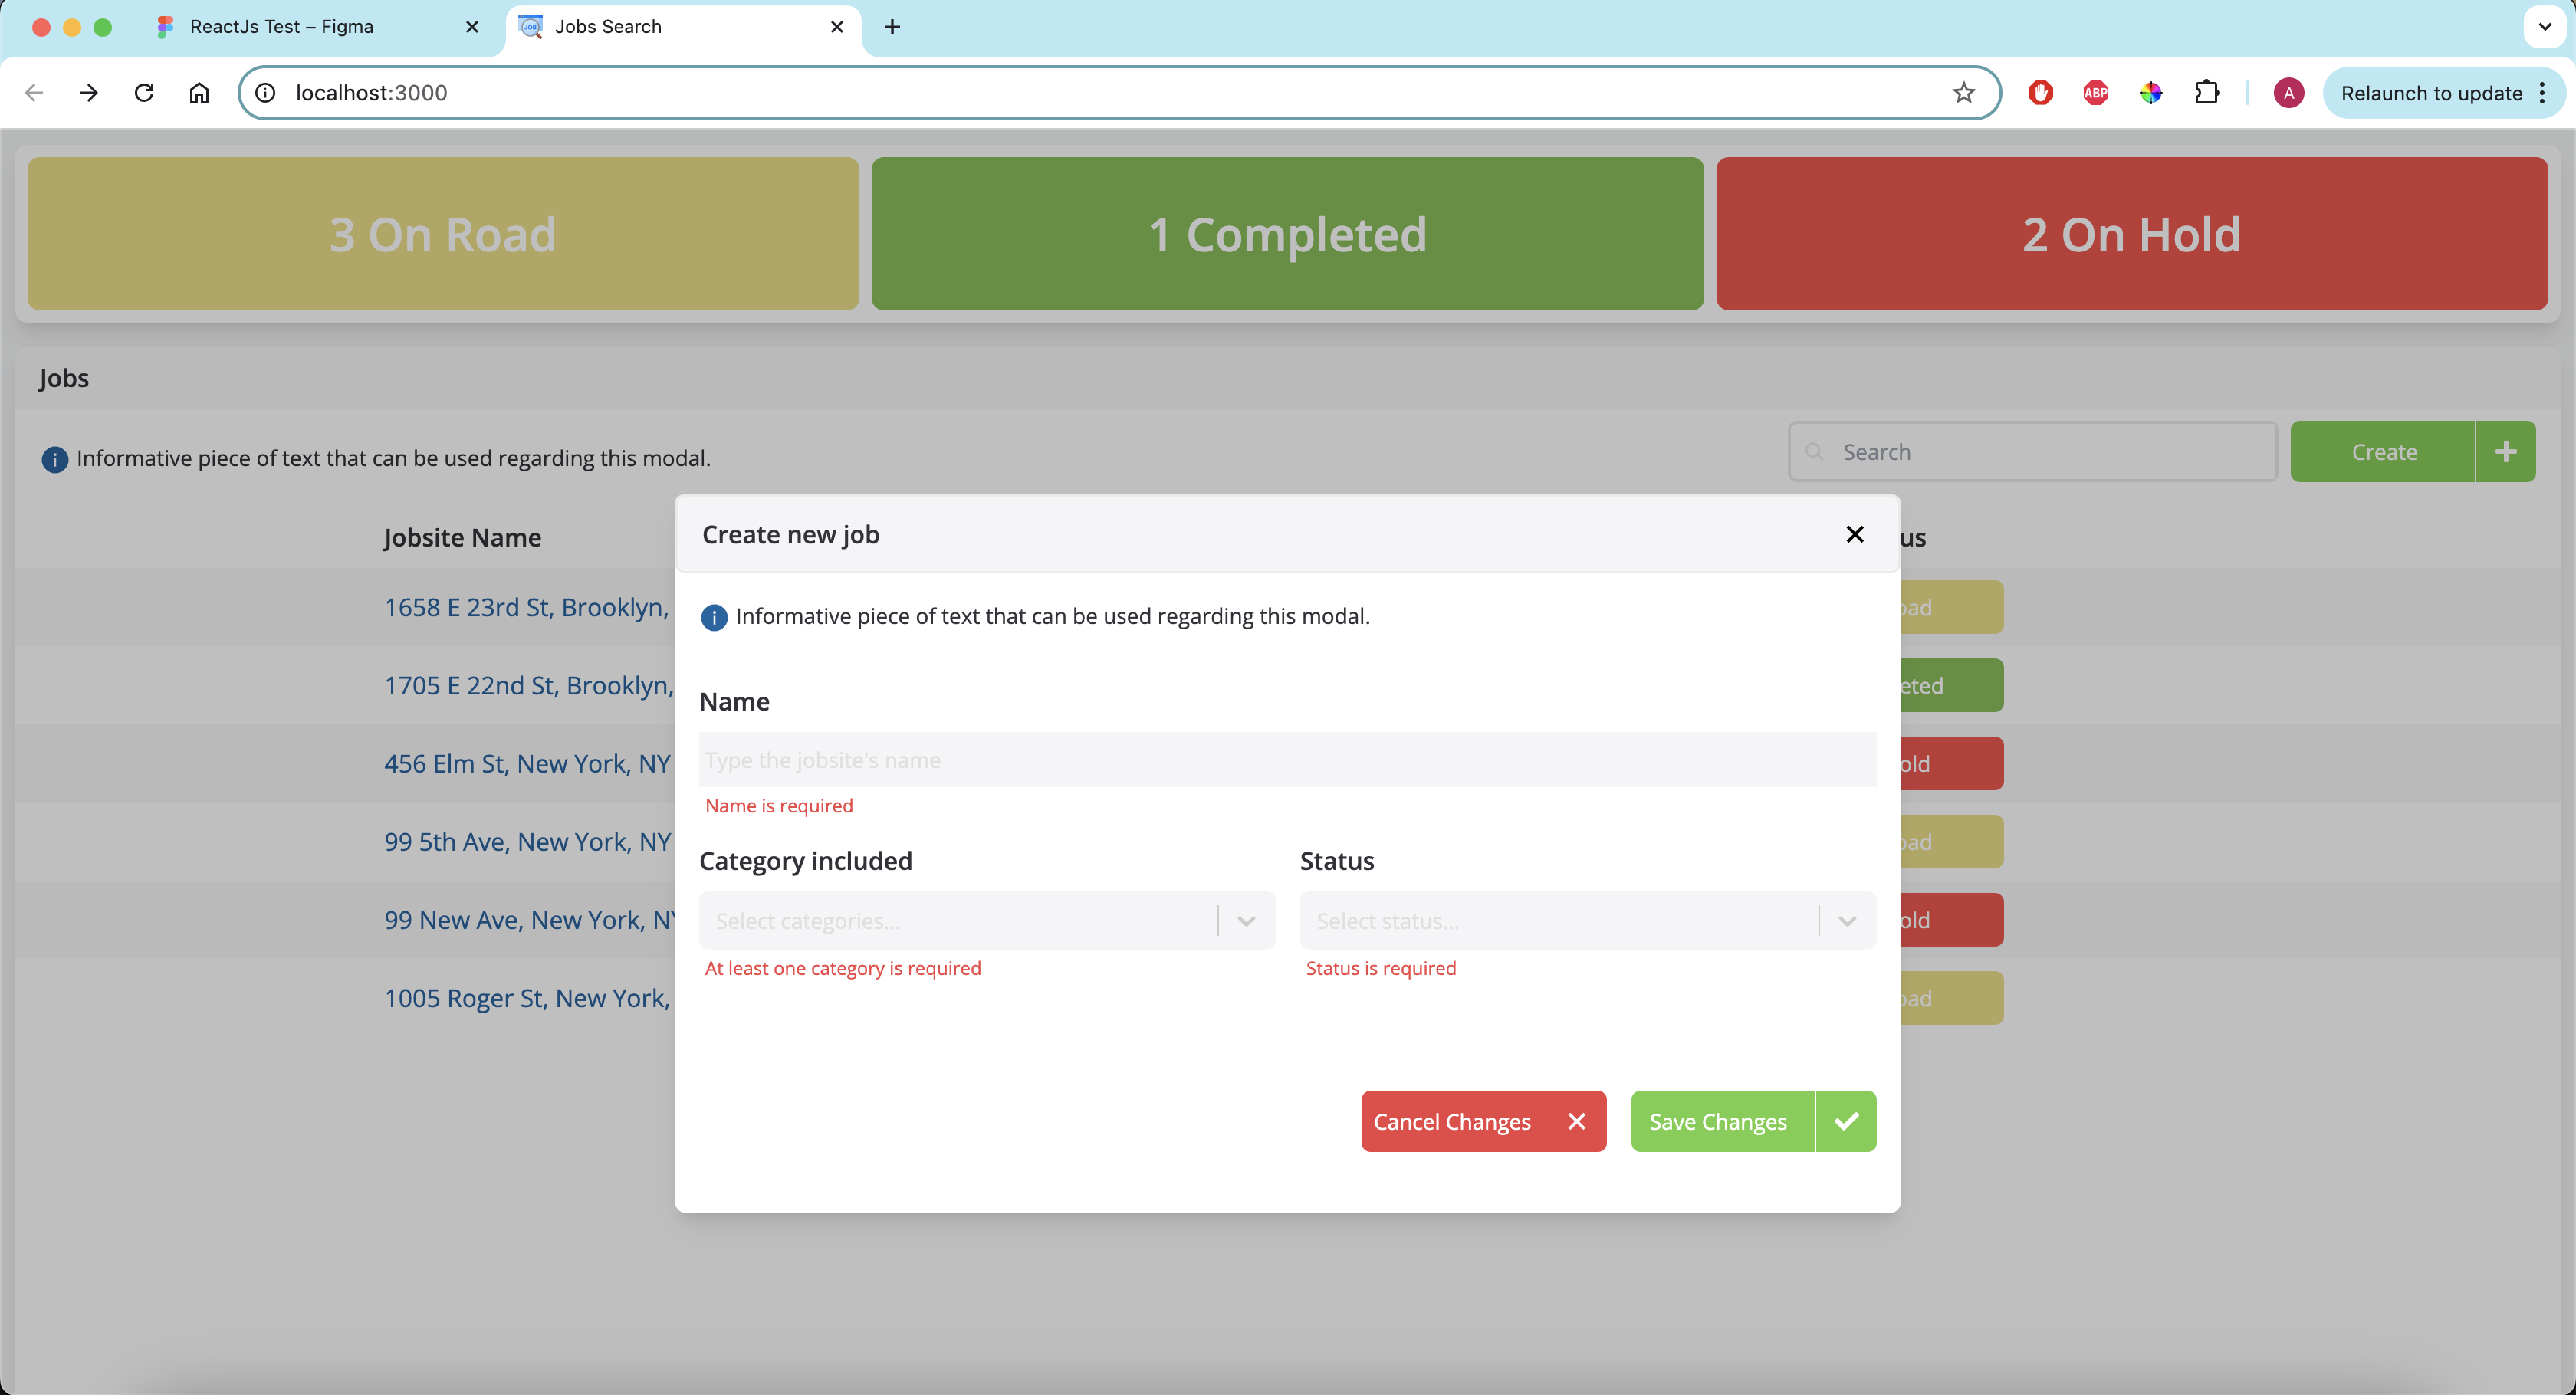 ReactJs Test – Figma
Jobs Search
localhost:3000
ABP
A
Relaunch to update
3 On Road
1 Completed
2 On Hold
Jobs
Informative piece of text that can be used regarding this modal.
Search
Create
Jobsite Name
us
1658 E 23rd St, Brooklyn,
oad
1705 E 22nd St, Brooklyn,
eted
456 Elm St, New York, NY
old
99 5th Ave, New York, NY
oad
99 New Ave, New York, NY
old
1005 Roger St, New York,
oad
Create new job
Informative piece of text that can be used regarding this modal.
Name
Type the jobsite's name
Name is required
Category included
Status
Select categories...
Select status...
At least one category is required
Status is required
Cancel Changes
Save Changes